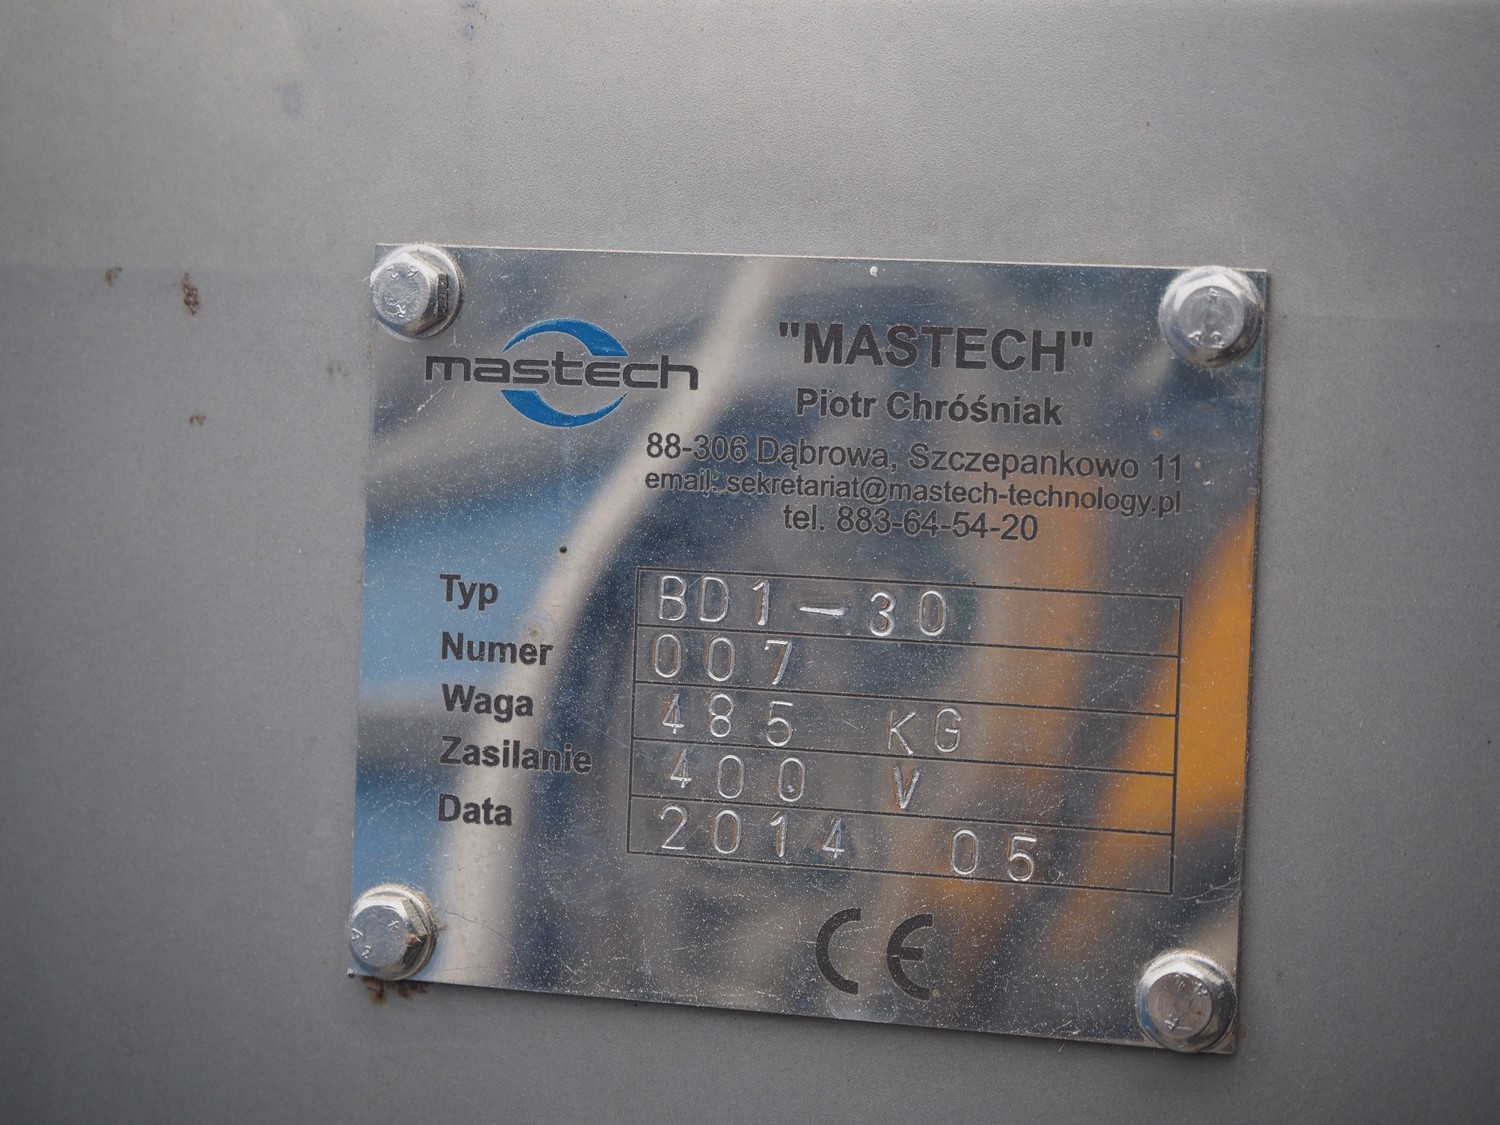 mastech
"MASTECH"
Piotr Chróśniak
88-306 Dąbrowa, Szczepankowo 11
email: sekretariat@mastech-technology.pl
tel. 883-64-54-20
Typ BD1-30
Numer 007
Waga 485 KG
Zasilanie 400 V
Data 2014 05
CE